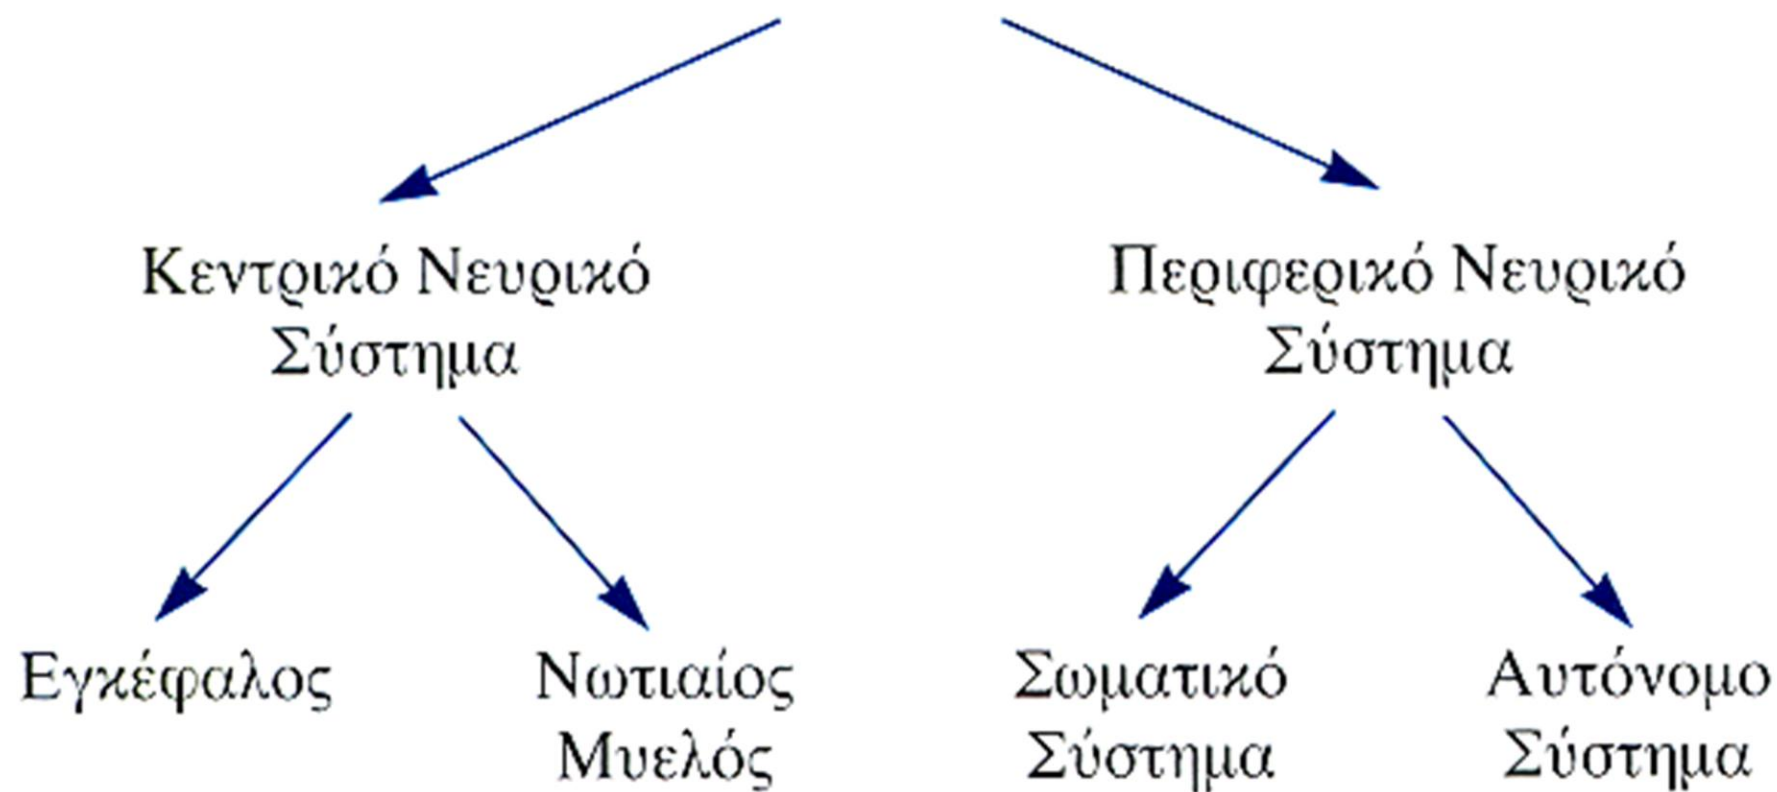 Κεντρικό Νευρικό
Σύστημα
Περιφερικό Νευρικό
Σύστημα
Εγκέφαλος
Νωτιαίος
Μυελός
Σωματικό
Σύστημα
Αυτόνομο
Σύστημα